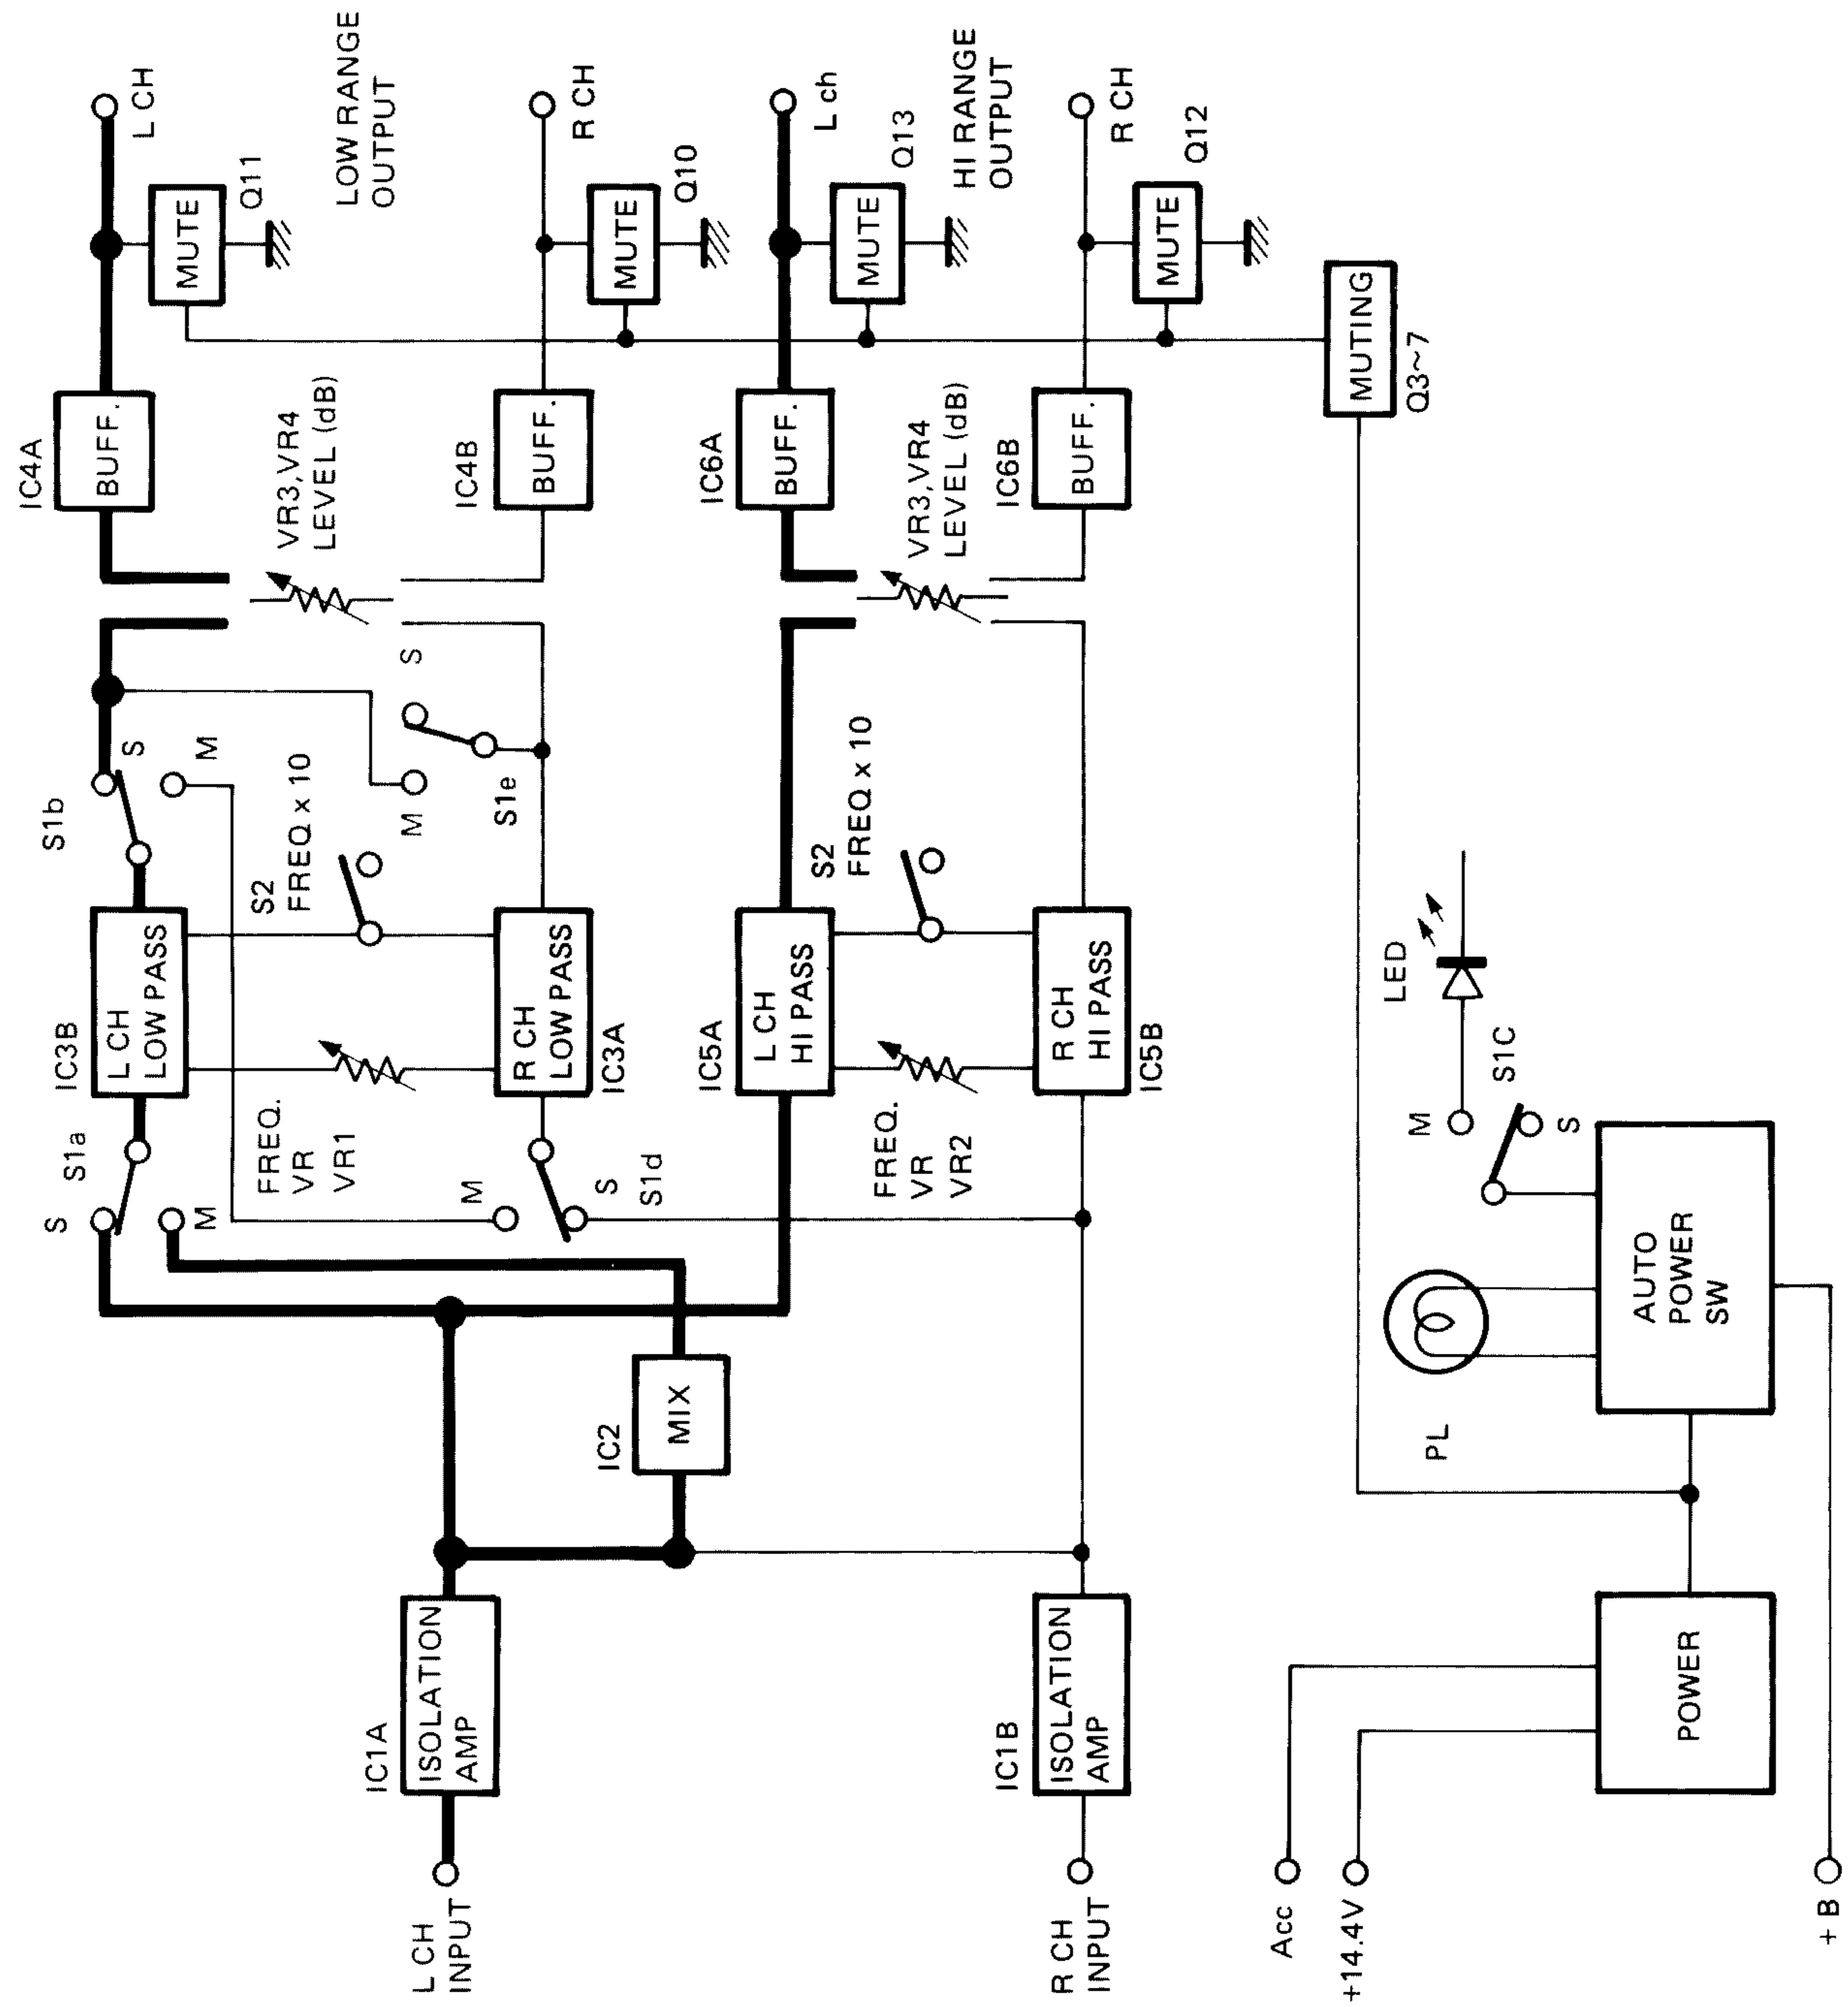 L CH
INPUT
IC1A
ISOLATION
AMP
IC2
MIX
S1a
S
M
IC3B
L CH
LOW PASS
S1b
S
M
FREQ.
VR
VR1
S2
FREQ x 10
M
S
S1d
R CH
LOW PASS
IC3A
M
S
S1e
VR3,VR4
LEVEL (dB)
IC4A
BUFF.
IC4B
BUFF.
MUTE
Q11
L CH
LOW RANGE
OUTPUT
MUTE
Q10
R CH
R CH
INPUT
IC1B
ISOLATION
AMP
IC5A
L CH
HI PASS
FREQ.
VR
VR2
S2
FREQ x 10
R CH
HI PASS
IC5B
VR3,VR4
LEVEL (dB)
IC6A
BUFF.
IC6B
BUFF.
MUTE
Q13
L ch
HI RANGE
OUTPUT
MUTE
Q12
R CH
MUTING
Q3~7
Acc
+14.4V
+ B
POWER
PL
AUTO
POWER
SW
M
S
S1C
LED